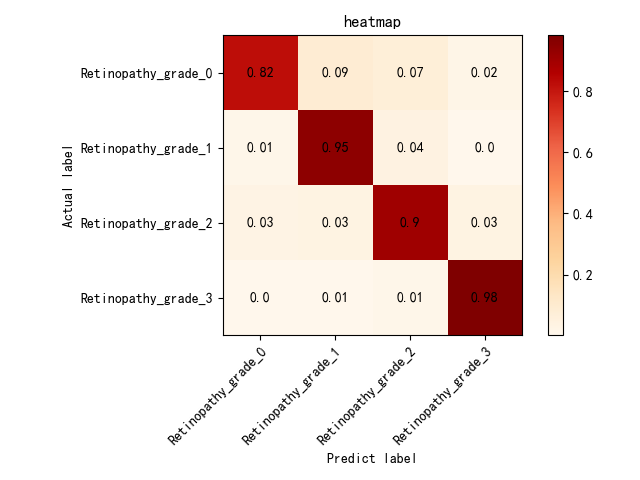 heatmap
Retinopathy_grade_0 0.82 0.09 0.07 0.02
Retinopathy_grade_1 0.01 0.95 0.04 0.0
Retinopathy_grade_2 0.03 0.03 0.9 0.03
Retinopathy_grade_3 0.0 0.01 0.01 0.98
Actual label
Retinopathy_grade_0
Retinopathy_grade_1
Retinopathy_grade_2
Retinopathy_grade_3
Predict label
0.8
0.6
0.4
0.2